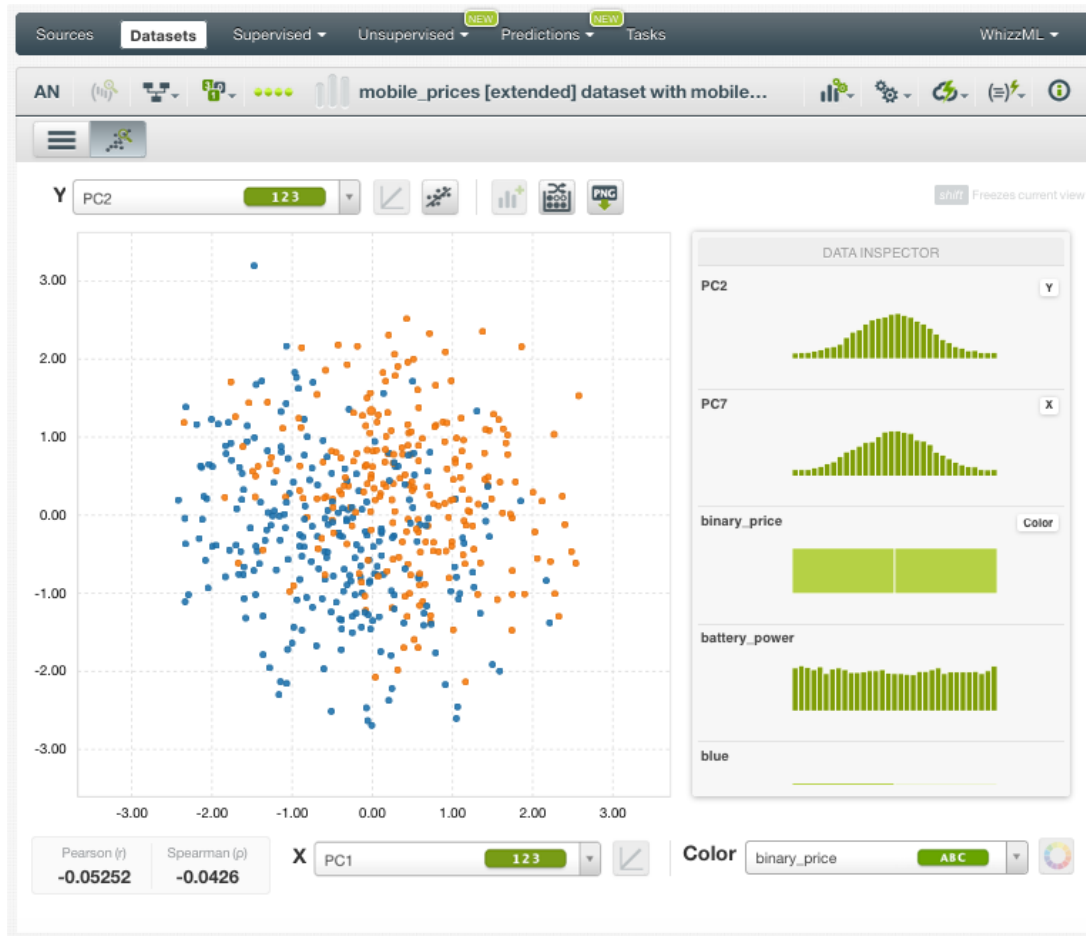 Sources Datasets Supervised Unsupervised NEW Predictions NEW Tasks WhizzML
AN mobile_prices [extended] dataset with mobile...
Y PC2 123 PNG shift Freezes current view
DATA INSPECTOR
PC2 Y
PC7 X
binary_price Color
battery_power
blue
3.00
2.00
1.00
0.00
-1.00
-2.00
-3.00
-3.00 -2.00 -1.00 0.00 1.00 2.00 3.00
Pearson (r) Spearman (ρ)
-0.05252 -0.0426
X PC1 123
Color binary_price ABC